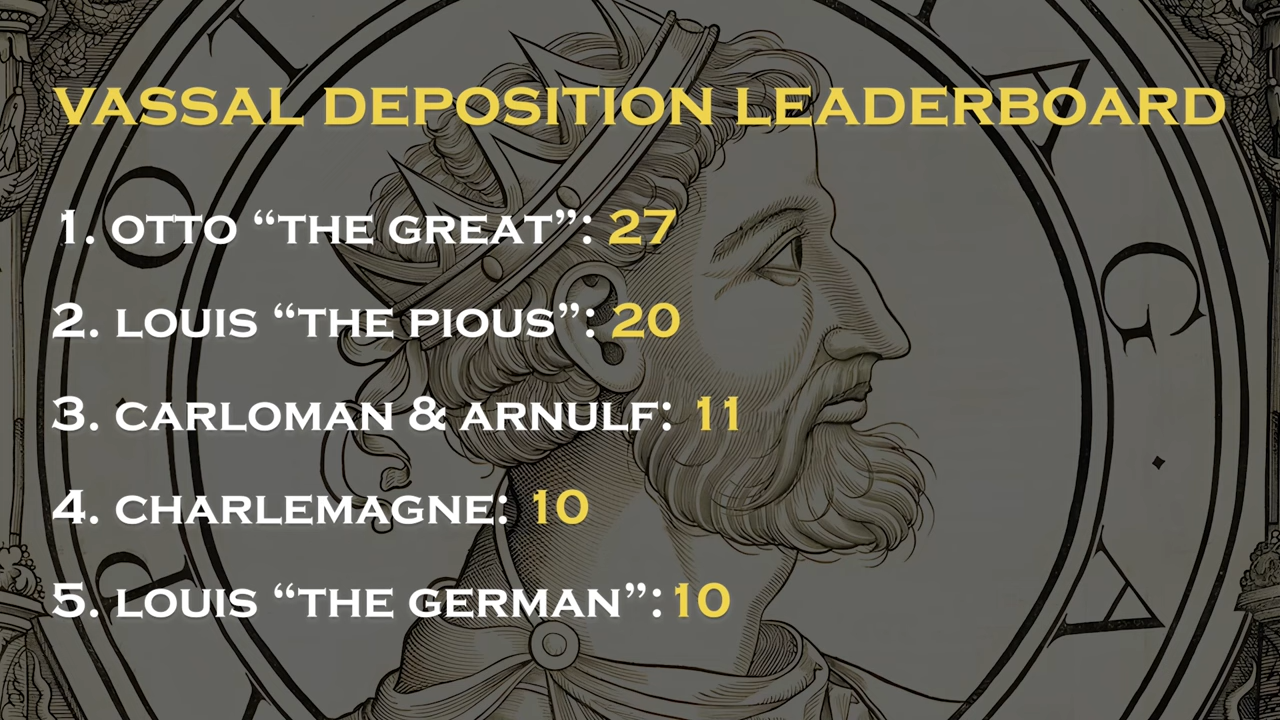 VASSAL DEPOSITION LEADERBOARD
1. OTTO “THE GREAT”: 27
2. LOUIS “THE PIOUS”: 20
3. CARLOMAN & ARNULF: 11
4. CHARLEMAGNE: 10
5. LOUIS “THE GERMAN”: 10